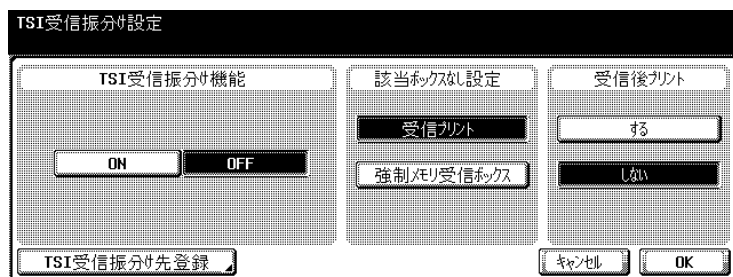 TSI受信振分け設定
TSI受信振分け機能
ON
OFF
該当ボックスなし設定
受信プリント
強制メモリ受信ボックス
受信後プリント
する
しない
TSI受信振分け先登録
キャンセル
OK